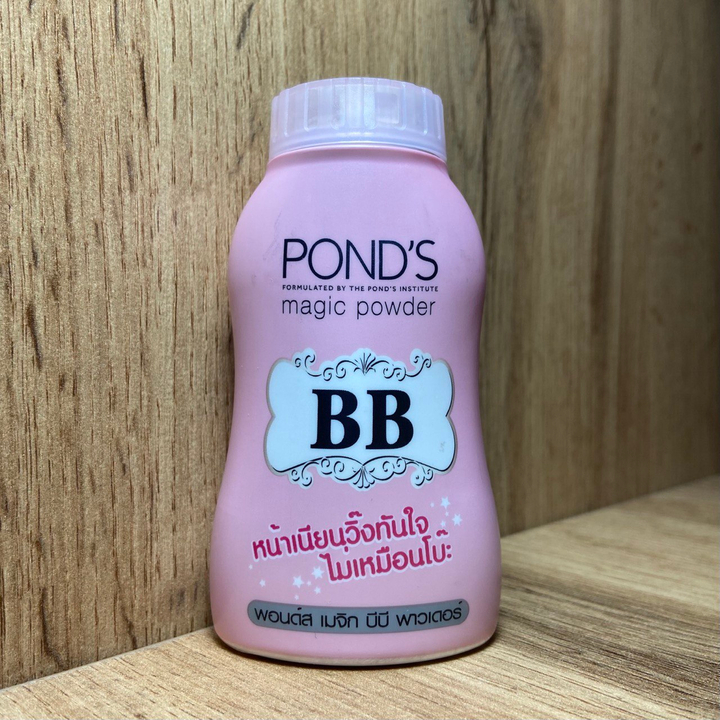 POND'S
FORMULATED BY THE POND'S INSTITUTE
magic powder
BB
หน้าเนียนวิ๊งทันใจ
ไม่เหมือนโบ๊ะ
พอนด์ส เมจิก บีบี พาวเดอร์